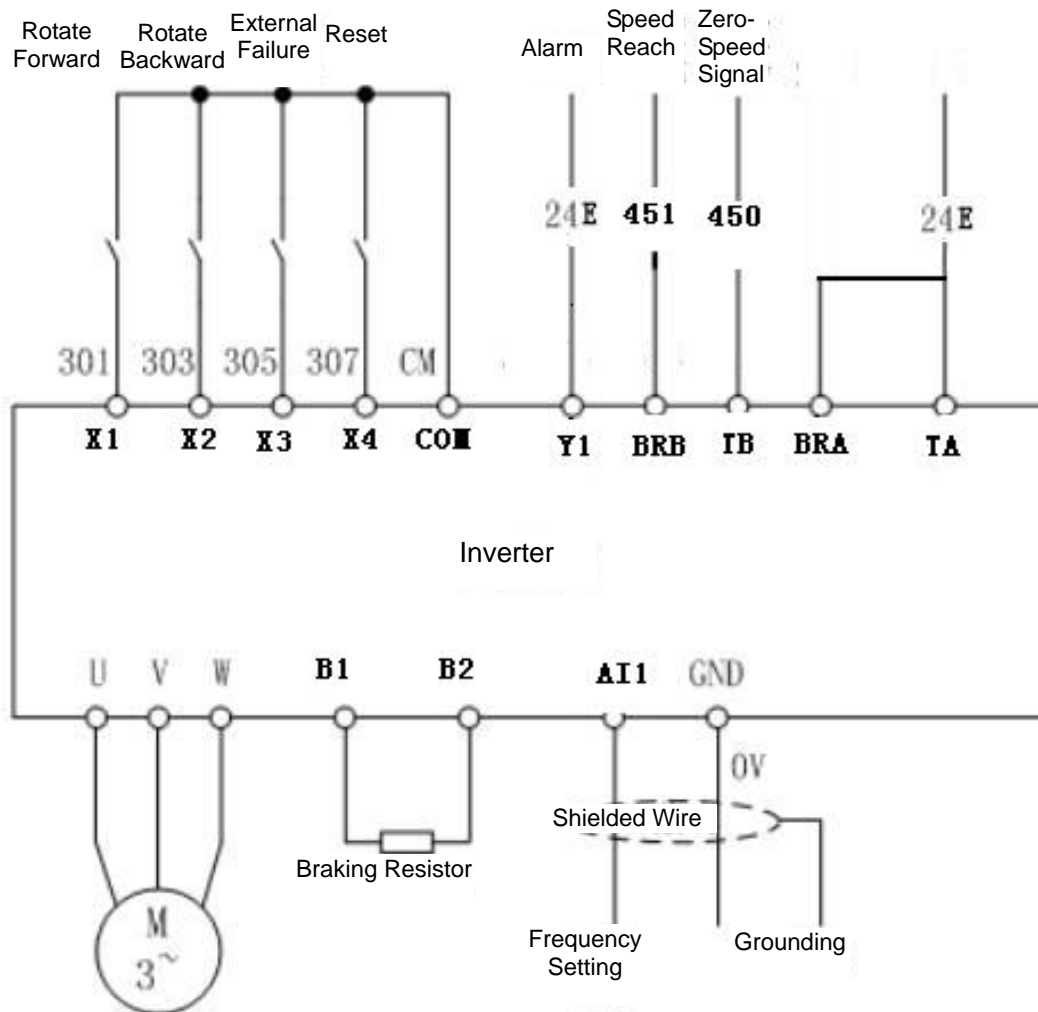 Rotate
Forward
Rotate
Backward
External
Failure
Reset
Alarm
Speed
Reach
Zero-
Speed
Signal
24E
451
450
24E
301
303
305
307
CM
X1
X2
X3
X4
COM
Y1
BRB
TB
BRA
TA
Inverter
U
V
W
B1
B2
AI1
GND
0V
Shielded Wire
Braking Resistor
M
3~
Frequency
Setting
Grounding